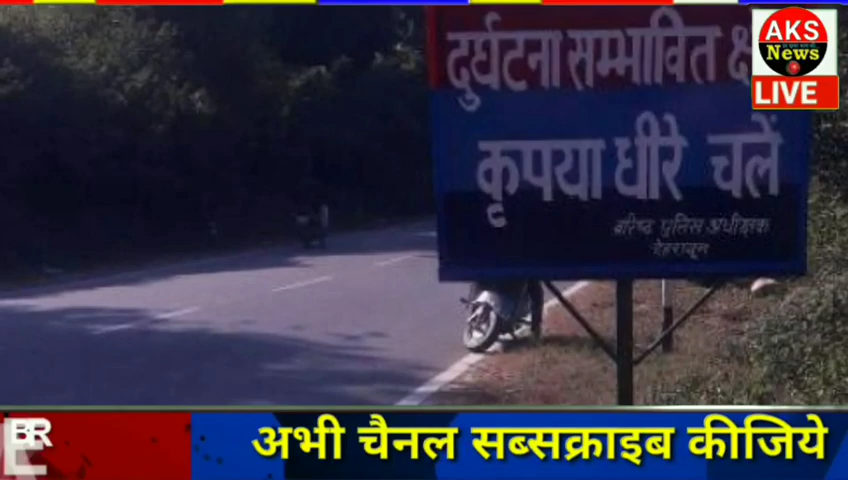 दुर्घटना सम्भावित
कृपया धीरे चलें
वरिष्ठ पुलिस अधीक्षक
देहरादून
AKS
News
LIVE
BR
अभी चैनल सब्सक्राइब कीजिये